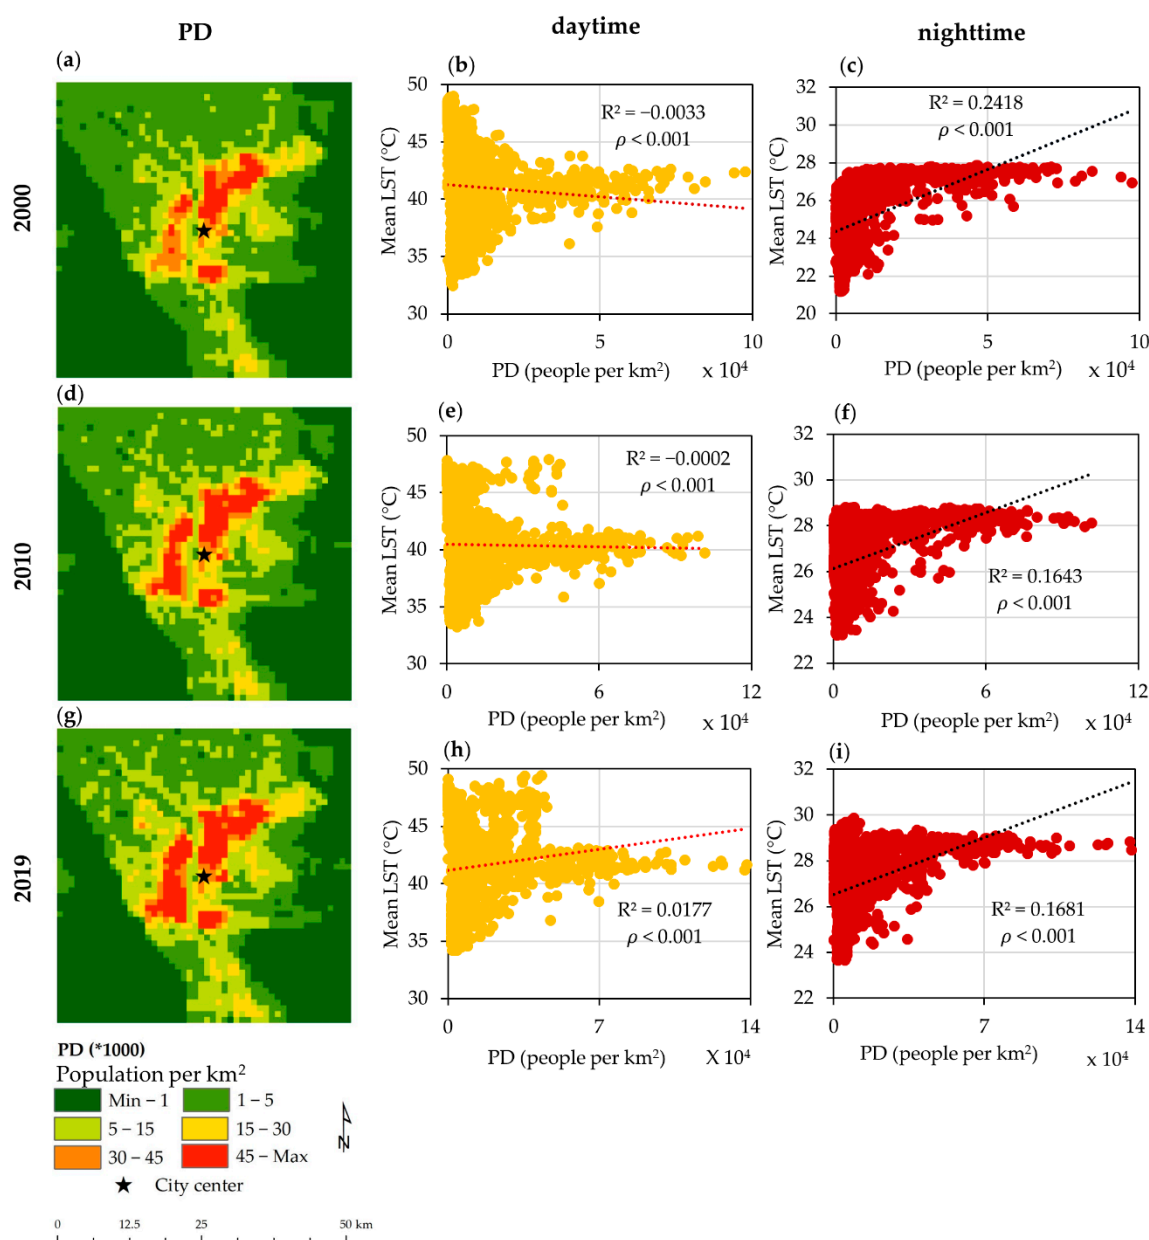 PD
daytime
nighttime
2000
(a)
(b)
50
45
40
35
30
Mean LST (°C)
R² = −0.0033
ρ < 0.001
0
5
10
PD (people per km²)
x 10⁴
(c)
32
30
28
26
24
22
20
Mean LST (°C)
R² = 0.2418
ρ < 0.001
0
5
10
PD (people per km²)
x 10⁴
2010
(d)
(e)
50
45
40
35
30
Mean LST (°C)
R² = −0.0002
ρ < 0.001
0
6
12
PD (people per km²)
x 10⁴
(f)
32
30
28
26
24
22
Mean LST (°C)
R² = 0.1643
ρ < 0.001
0
6
12
PD (people per km²)
x 10⁴
2019
(g)
(h)
50
45
40
35
30
Mean LST (°C)
R² = 0.0177
ρ < 0.001
0
7
14
PD (people per km²)
X 10⁴
(i)
32
30
28
26
24
22
Mean LST (°C)
R² = 0.1681
ρ < 0.001
0
7
14
PD (people per km²)
x 10⁴
PD (*1000)
Population per km²
Min – 1
1 – 5
5 – 15
15 – 30
30 – 45
45 – Max
City center
N
0 12.5 25 50 km